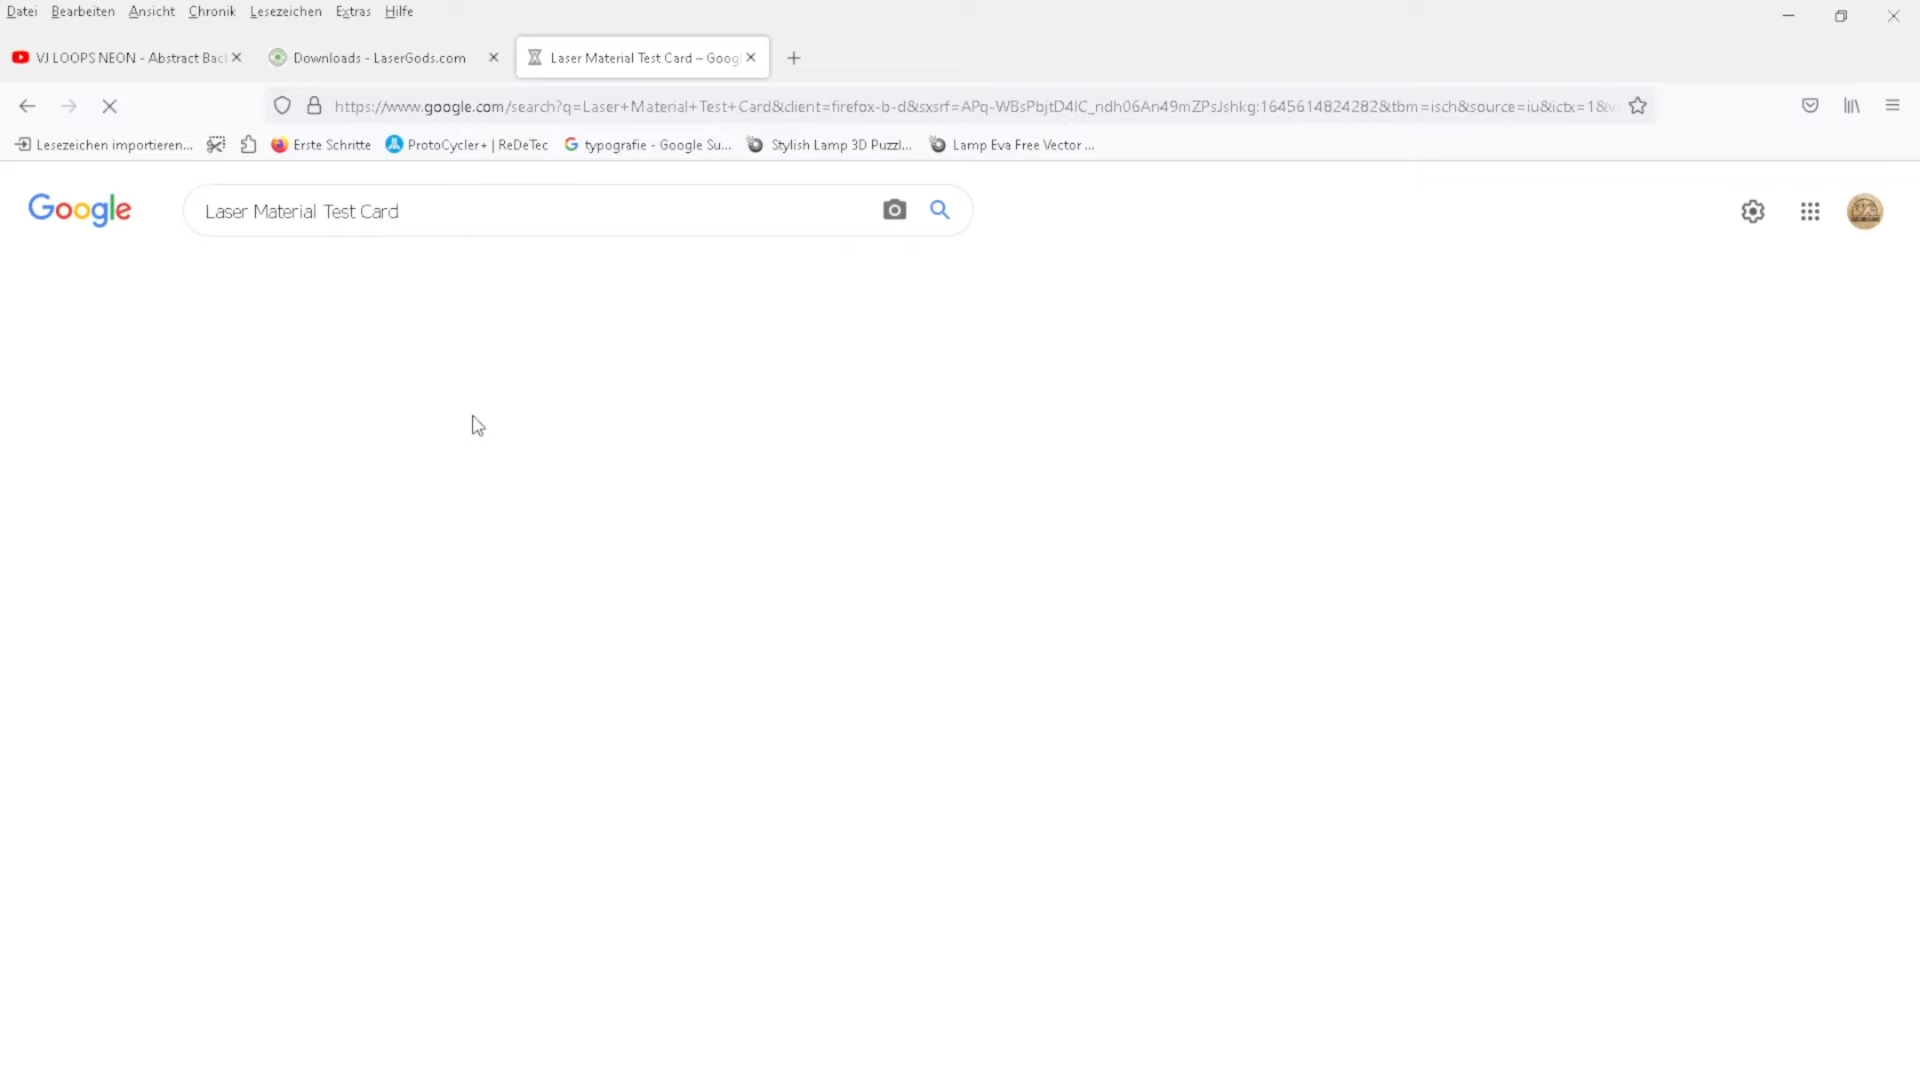 Datei Bearbeiten Ansicht Chronik Lesezeichen Extras Hilfe
VJ LOOPS NEON - Abstract Bac Downloads - LaserGods.com Laser Material Test Card – Goog
https://www.google.com/search?q=Laser+Material+Test+Card&client=firefox-b-d&sxsrf=APq-WBsPbjtD4lC_ndh06An49mZPsJshkg:1645614824282&tbm=isch&source=iu&ictx=1&v
Lesezeichen importieren... Erste Schritte ProtoCycler+ | ReDeTec typografie - Google Su... Stylish Lamp 3D Puzzl... Lamp Eva Free Vector ...
Google Laser Material Test Card